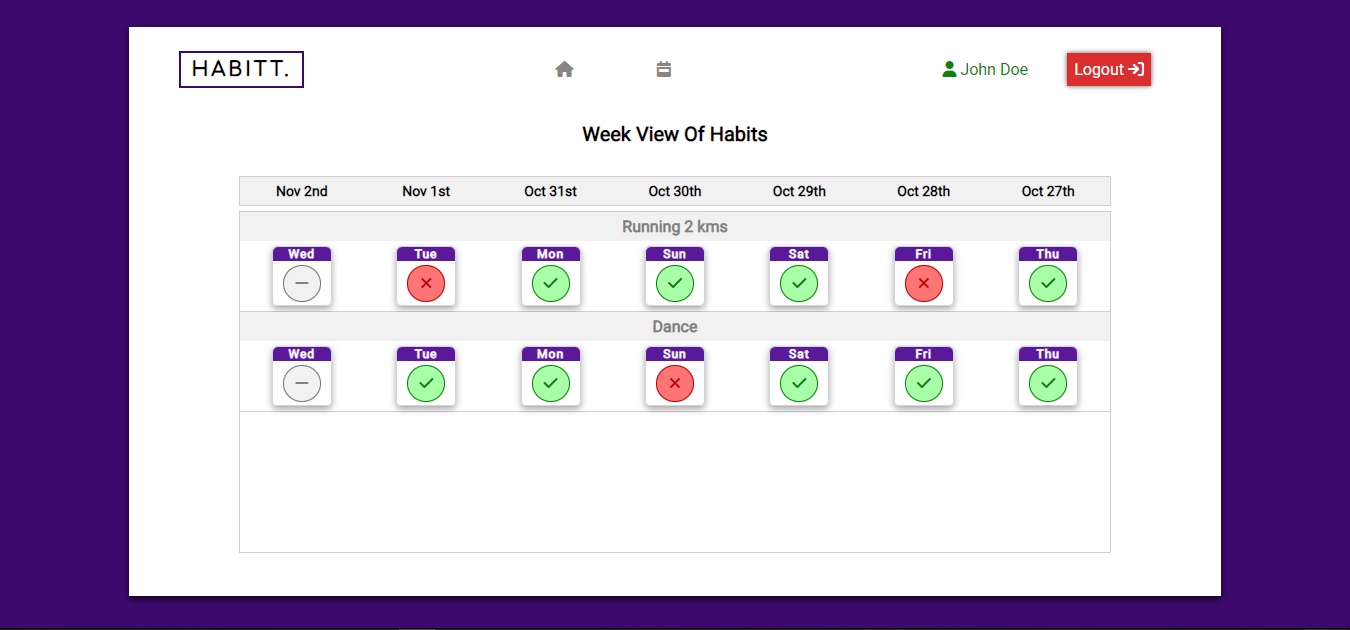 HABITT.
John Doe
Logout
Week View Of Habits
Nov 2nd Nov 1st Oct 31st Oct 30th Oct 29th Oct 28th Oct 27th
Running 2 kms
Wed Tue Mon Sun Sat Fri Thu
Dance
Wed Tue Mon Sun Sat Fri Thu